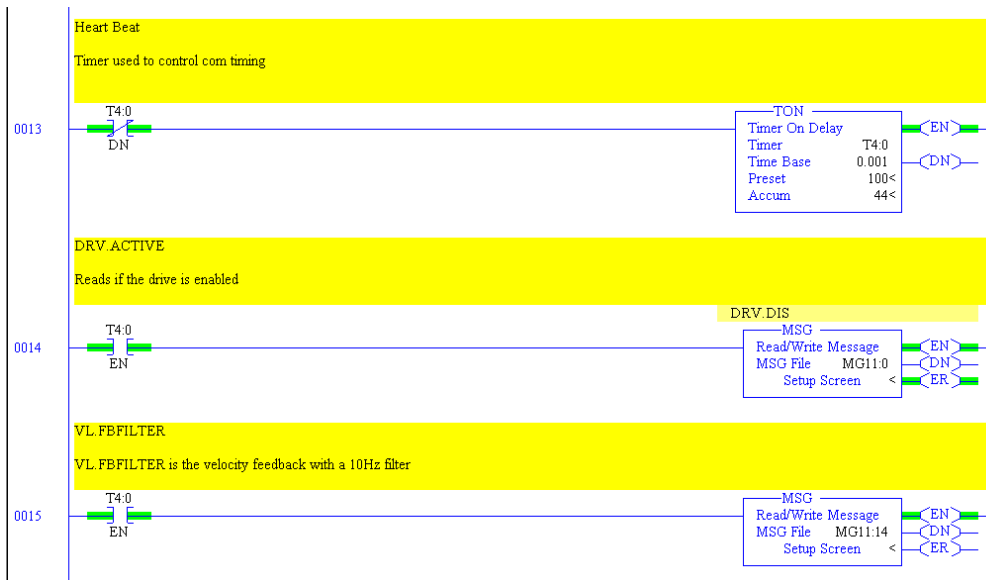 Heart Beat
Timer used to control com timing
T4:0
DN
0013
TON
Timer On Delay
Timer T4:0
Time Base 0.001
Preset 100<
Accum 44<
EN
DN
DRV.ACTIVE
Reads if the drive is enabled
DRV.DIS
T4:0
EN
0014
MSG
Read/Write Message
MSG File MG11:0
Setup Screen <
EN
DN
ER
VL.FBFILTER
VL.FBFILTER is the velocity feedback with a 10Hz filter
T4:0
EN
0015
MSG
Read/Write Message
MSG File MG11:14
Setup Screen <
EN
DN
ER